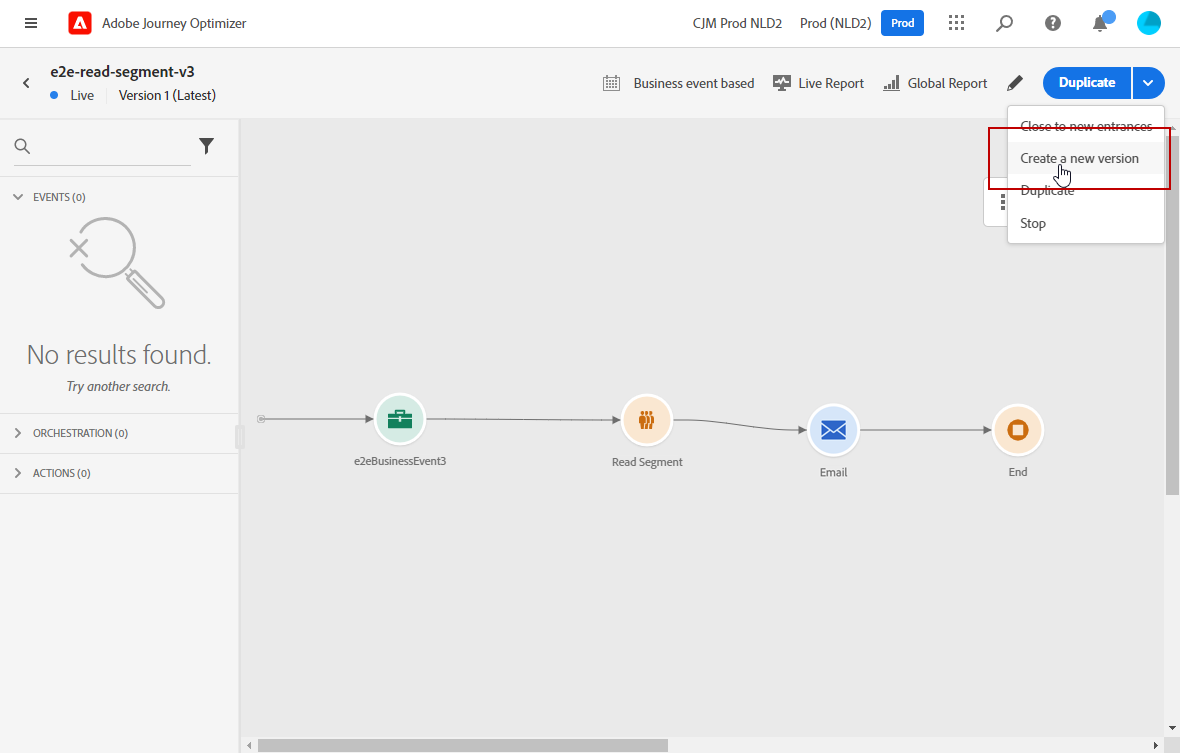 Adobe Journey Optimizer
CJM Prod NLD2 Prod (NLD2) Prod
e2e-read-segment-v3
Live Version 1 (Latest)
Business event based Live Report Global Report Duplicate
Close to new entrances
Create a new version
Duplicate
Stop
EVENTS (0)
No results found.
Try another search.
ORCHESTRATION (0)
ACTIONS (0)
e2eBusinessEvent3
Read Segment
Email
End